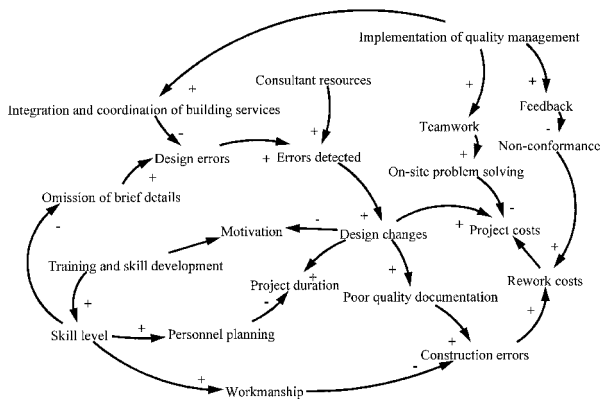 Implementation of quality management
+
Consultant resources
+
+
Integration and coordination of building services
Feedback
+
Teamwork
-
-
Non-conformance
Design errors
+
Errors detected
+
+
On-site problem solving
Omission of brief details
+
-
-
Motivation
-
+
Design changes
+
Project costs
+
Training and skill development
+
+
Project duration
-
Rework costs
Poor quality documentation
+
+
Skill level
+
Personnel planning
+
Construction errors
+
-
Workmanship